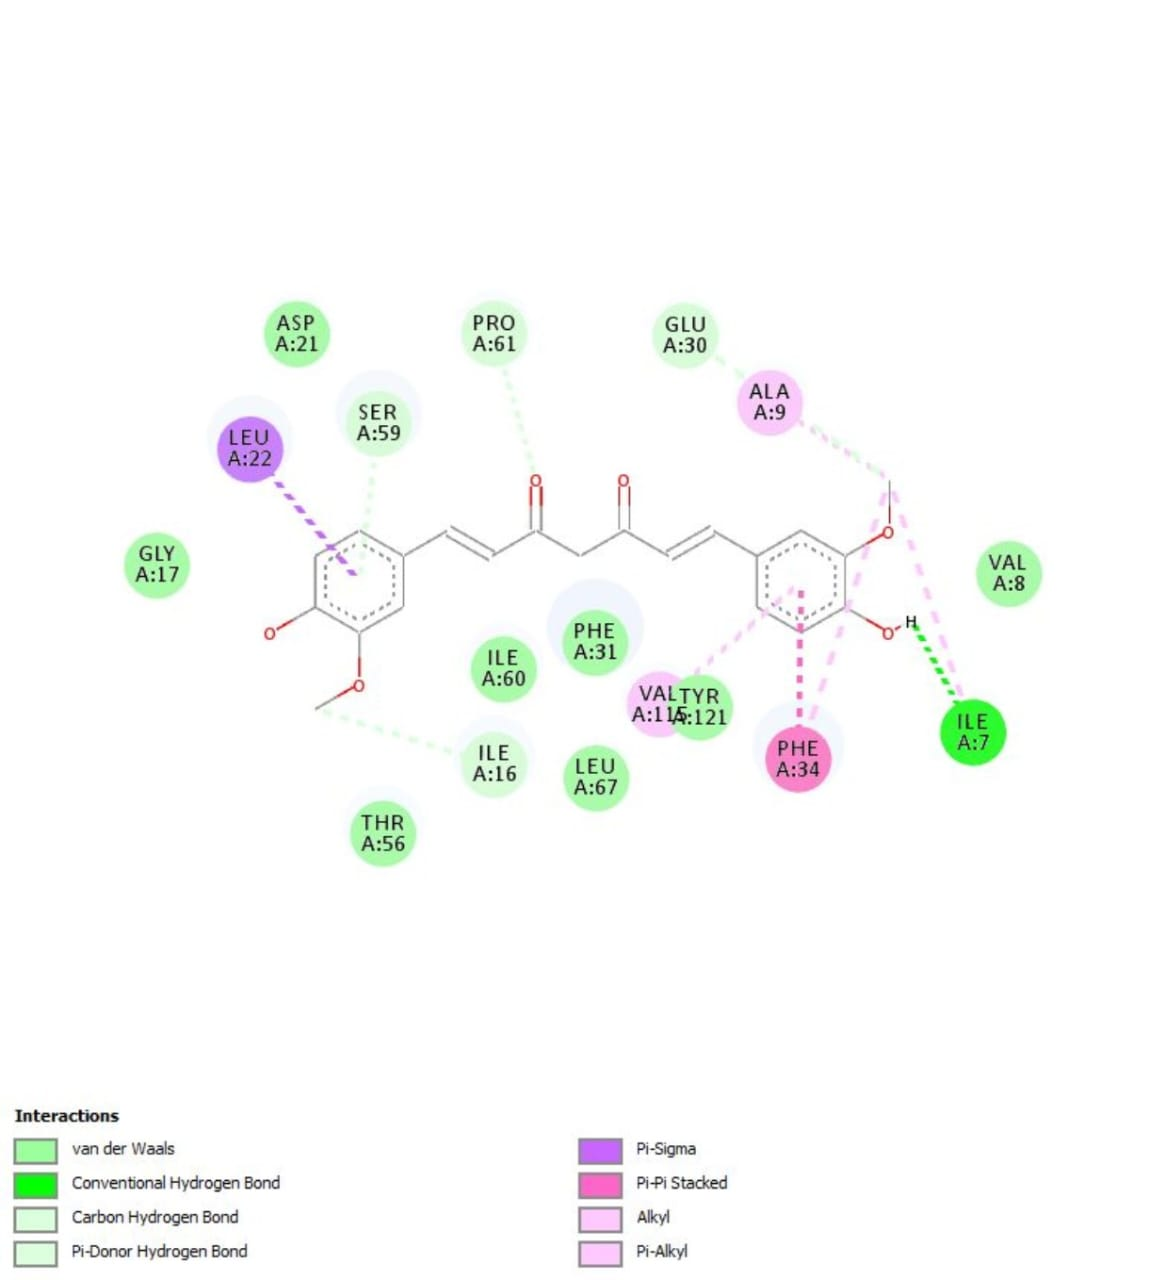 ASP
A:21
PRO
A:61
GLU
A:30
ALA
A:9
SER
A:59
LEU
A:22
O
O
O
GLY
A:17
VAL
A:8
O
O
H
PHE
A:31
ILE
A:60
O
VAL
A:115
TYR
A:121
ILE
A:7
ILE
A:16
PHE
A:34
LEU
A:67
THR
A:56
Interactions
van der Waals
Conventional Hydrogen Bond
Carbon Hydrogen Bond
Pi-Donor Hydrogen Bond
Pi-Sigma
Pi-Pi Stacked
Alkyl
Pi-Alkyl